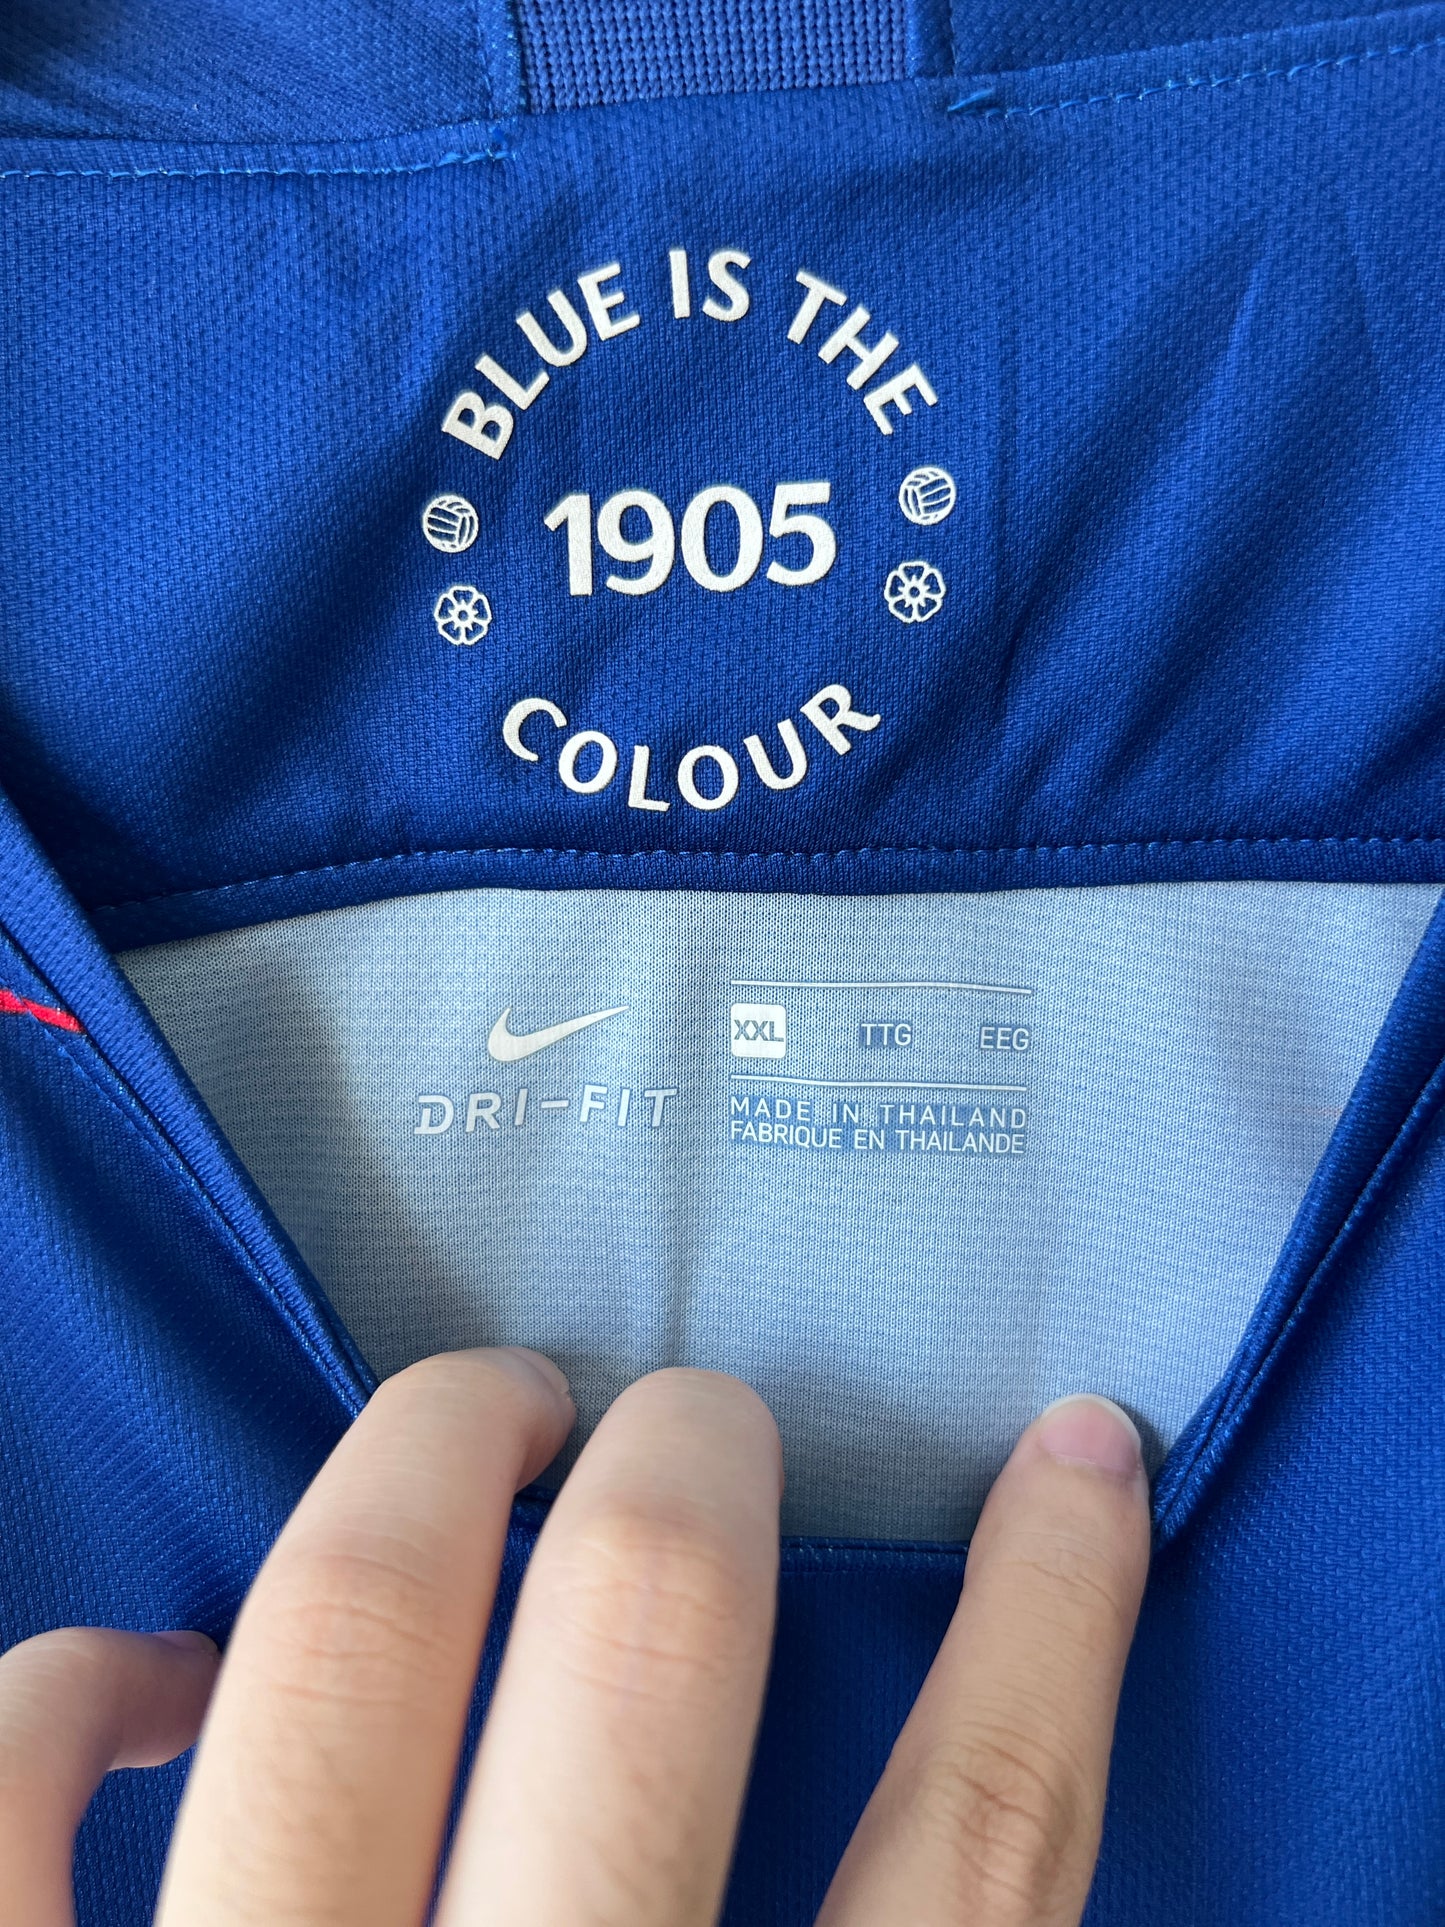 BLUE IS THE
1905
COLOUR
DRI-FIT
XXL TTG EEG
MADE IN THAILAND
FABRIQUE EN THAILANDE